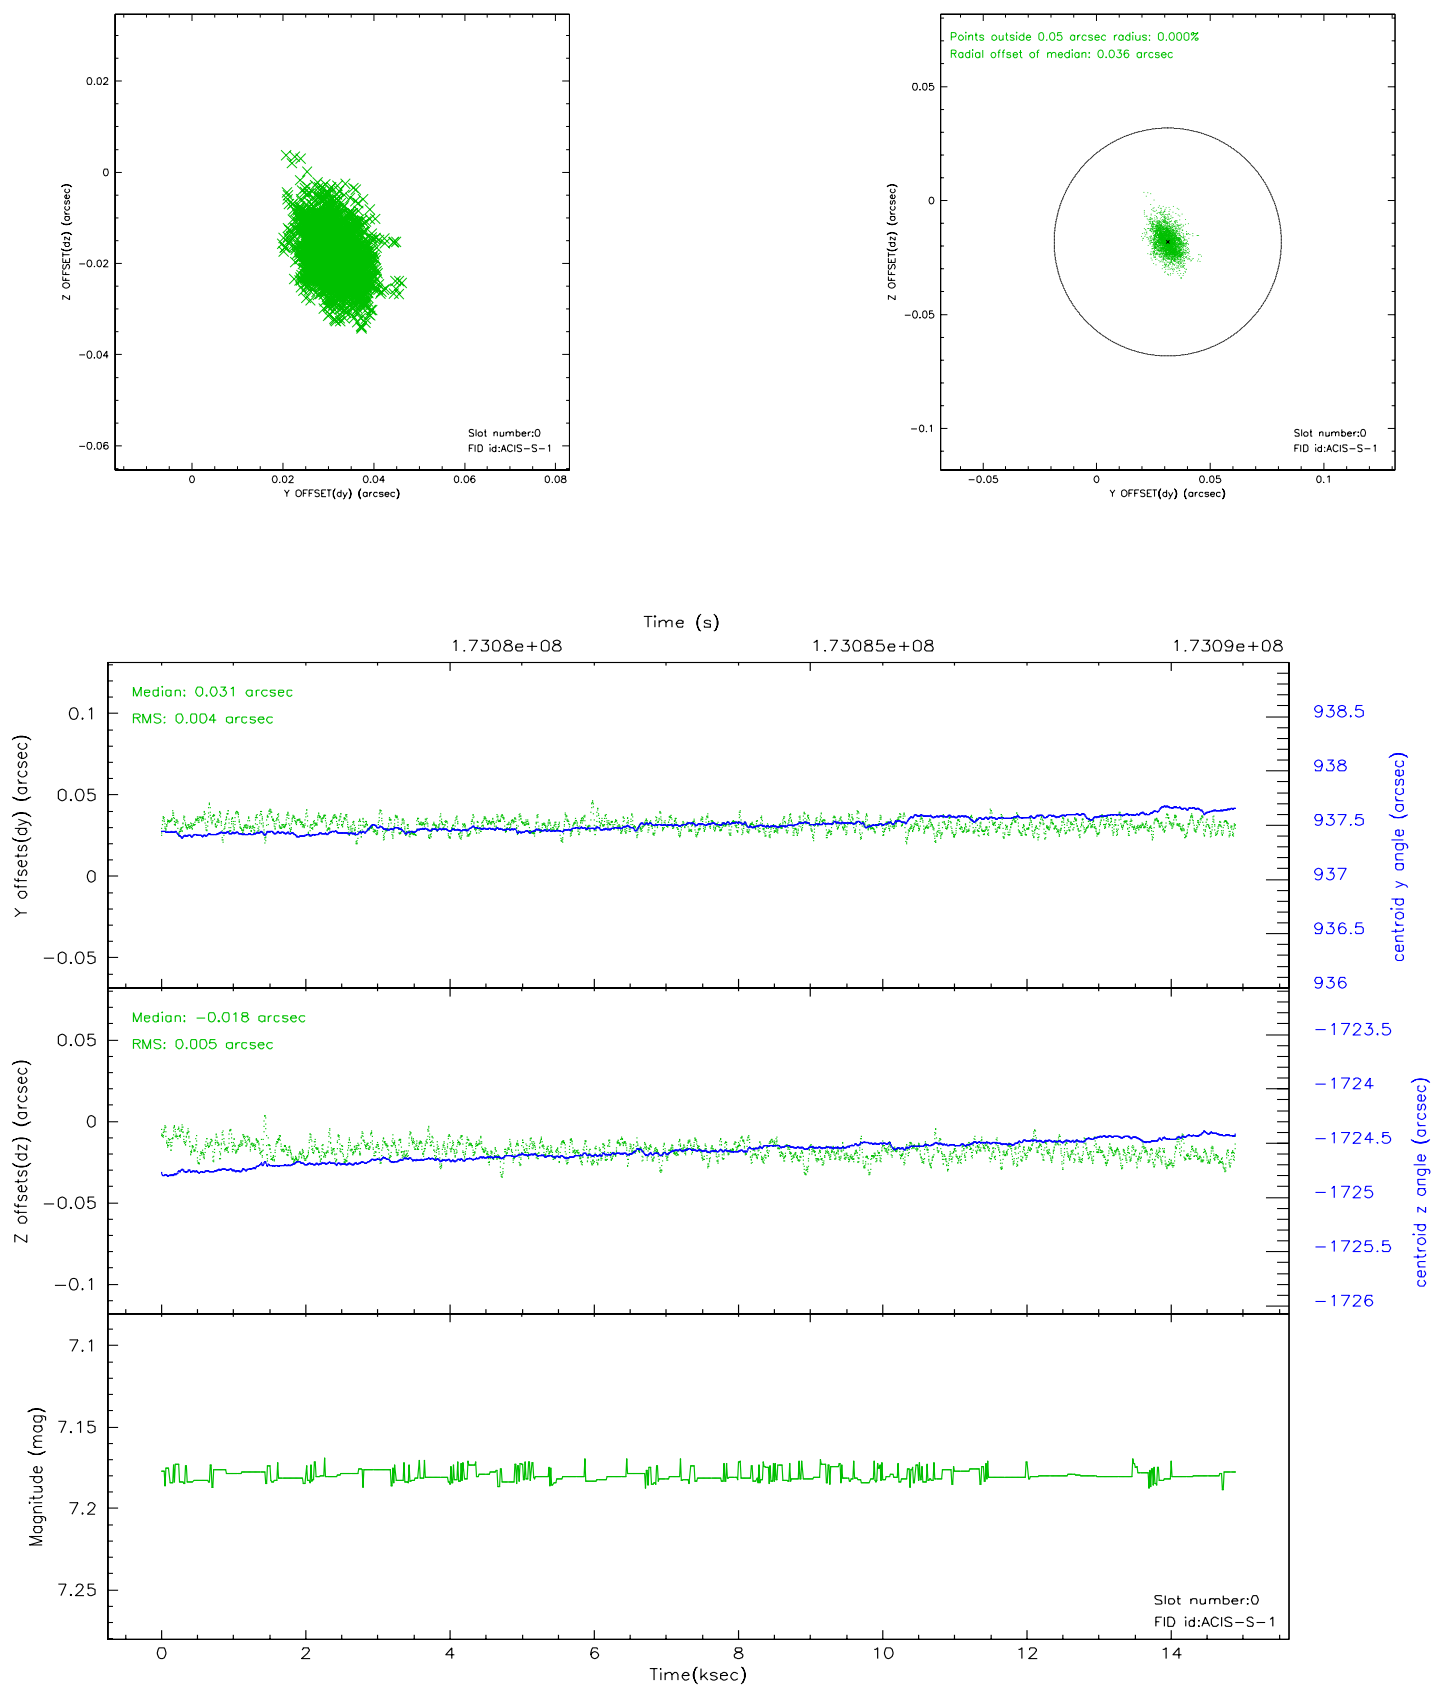 0.02
0
−0.02
−0.04
−0.06
Z OFFSET(dz) (arcsec)
Slot number:0
FID id:ACIS−S−1
0 0.02 0.04 0.06 0.08
Y OFFSET(dy) (arcsec)
Points outside 0.05 arcsec radius: 0.000%
Radial offset of median: 0.036 arcsec
0.05
0
−0.05
−0.1
Z OFFSET(dz) (arcsec)
Slot number:0
FID id:ACIS−S−1
−0.05 0 0.05 0.1
Y OFFSET(dy) (arcsec)
Time (s)
1.7308e+08 1.73085e+08 1.7309e+08
Median: 0.031 arcsec
RMS: 0.004 arcsec
0.1
0.05
0
−0.05
Y offsets(dy) (arcsec)
938.5
938
937.5
937
936.5
936
centroid y angle (arcsec)
Median: −0.018 arcsec
RMS: 0.005 arcsec
0.05
0
−0.05
−0.1
Z offsets(dz) (arcsec)
−1723.5
−1724
−1724.5
−1725
−1725.5
−1726
centroid z angle (arcsec)
7.1
7.15
7.2
7.25
Magnitude (mag)
Slot number:0
FID id:ACIS−S−1
0 2 4 6 8 10 12 14
Time(ksec)